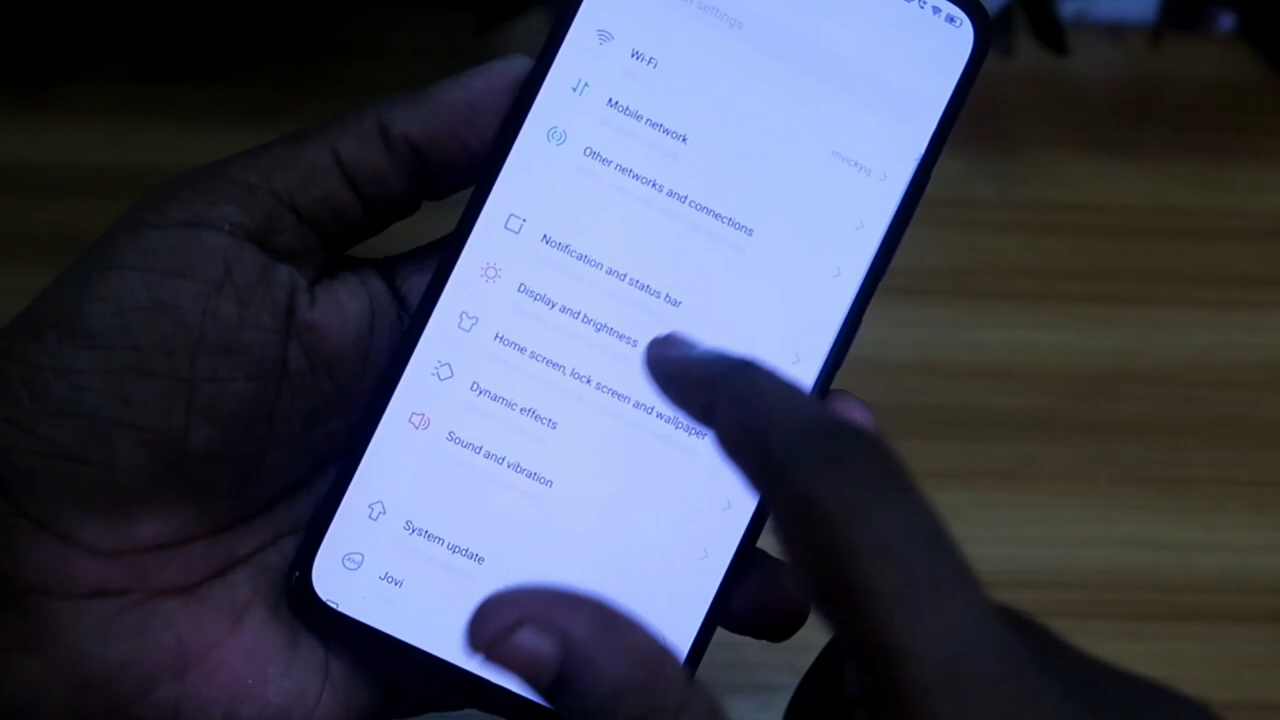 settings
Wi-Fi
Mobile network
Other networks and connections
Notification and status bar
Display and brightness
Home screen, lock screen and wallpaper
Dynamic effects
Sound and vibration
System update
Jovi